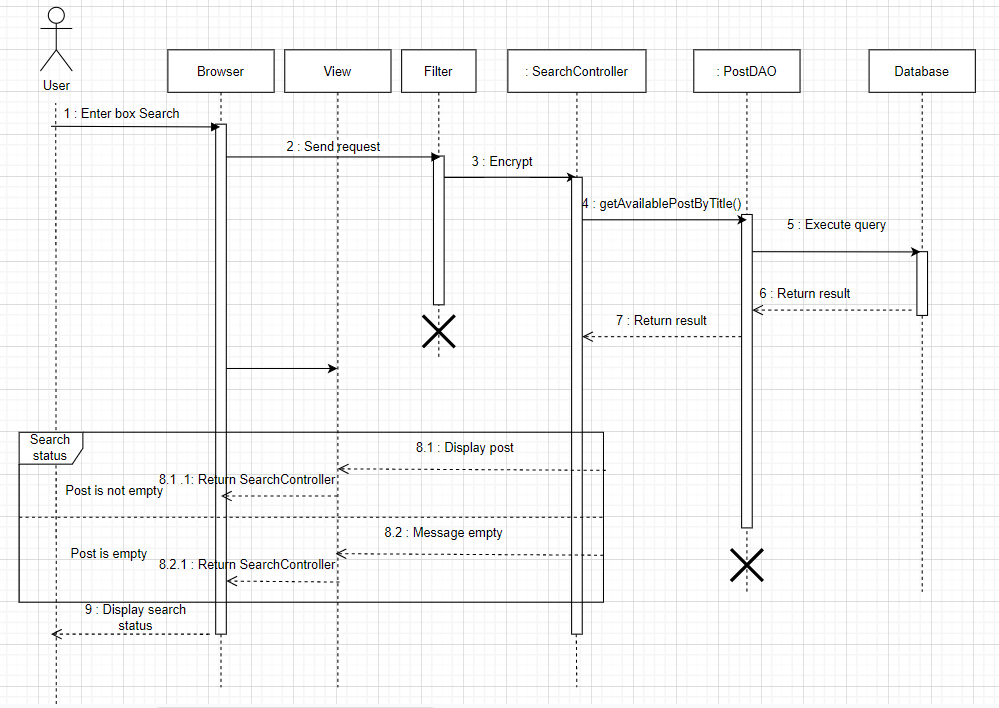 User
Browser
View
Filter
: SearchController
: PostDAO
Database
1 : Enter box Search
2 : Send request
3 : Encrypt
4 : getAvailablePostByTitle()
5 : Execute query
6 : Return result
7 : Return result
Search
status
8.1 : Display post
8.1 .1: Return SearchController
Post is not empty
8.2 : Message empty
Post is empty
8.2.1 : Return SearchController
9 : Display search
status